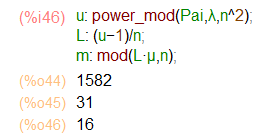 (%i46) u: power_mod(Pai,λ,n^2);
L: (u−1)/n;
m: mod(L·μ,n);
(%o44) 1582
(%o45) 31
(%o46) 16